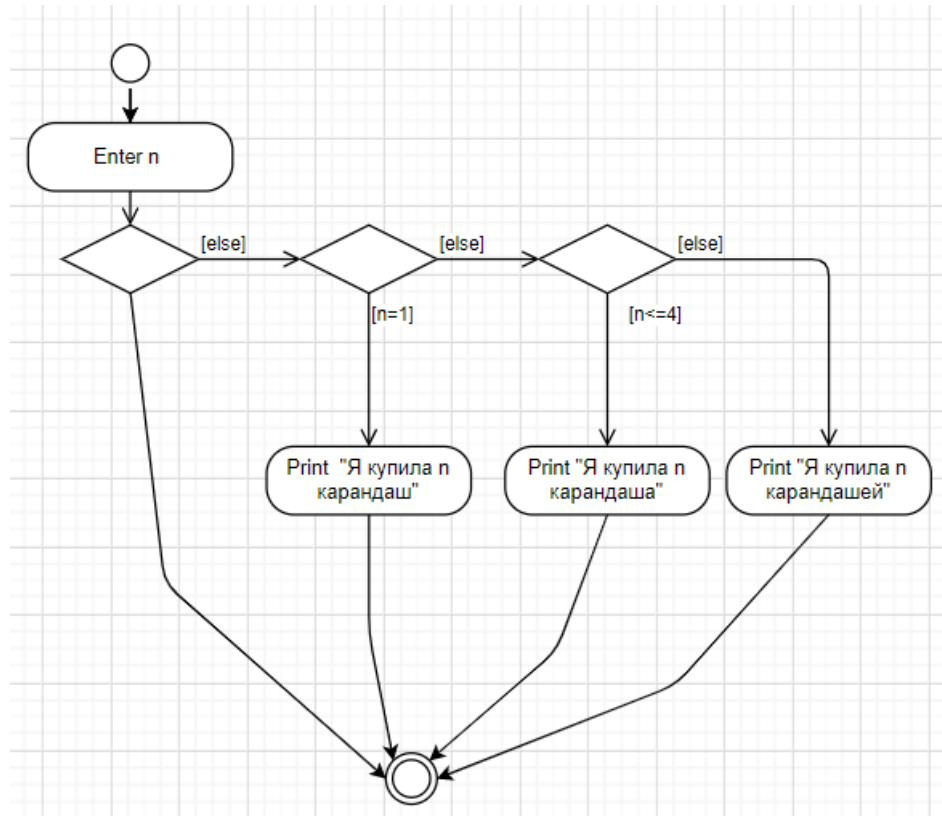 Enter n
[else]
[else]
[else]
[n=1]
[n<=4]
Print "Я купила n
карандаш"
Print "Я купила n
карандаша"
Print "Я купила n
карандашей"